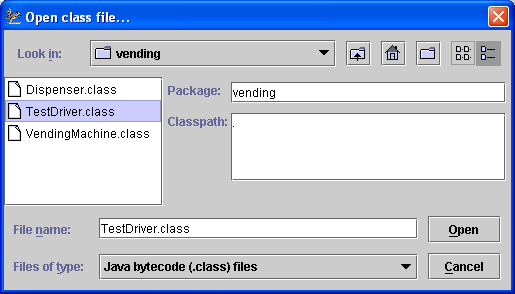 Open class file...
Look in: vending
Dispenser.class
TestDriver.class
VendingMachine.class
Package: vending
Classpath: .
File name: TestDriver.class Open
Files of type: Java bytecode (.class) files Cancel